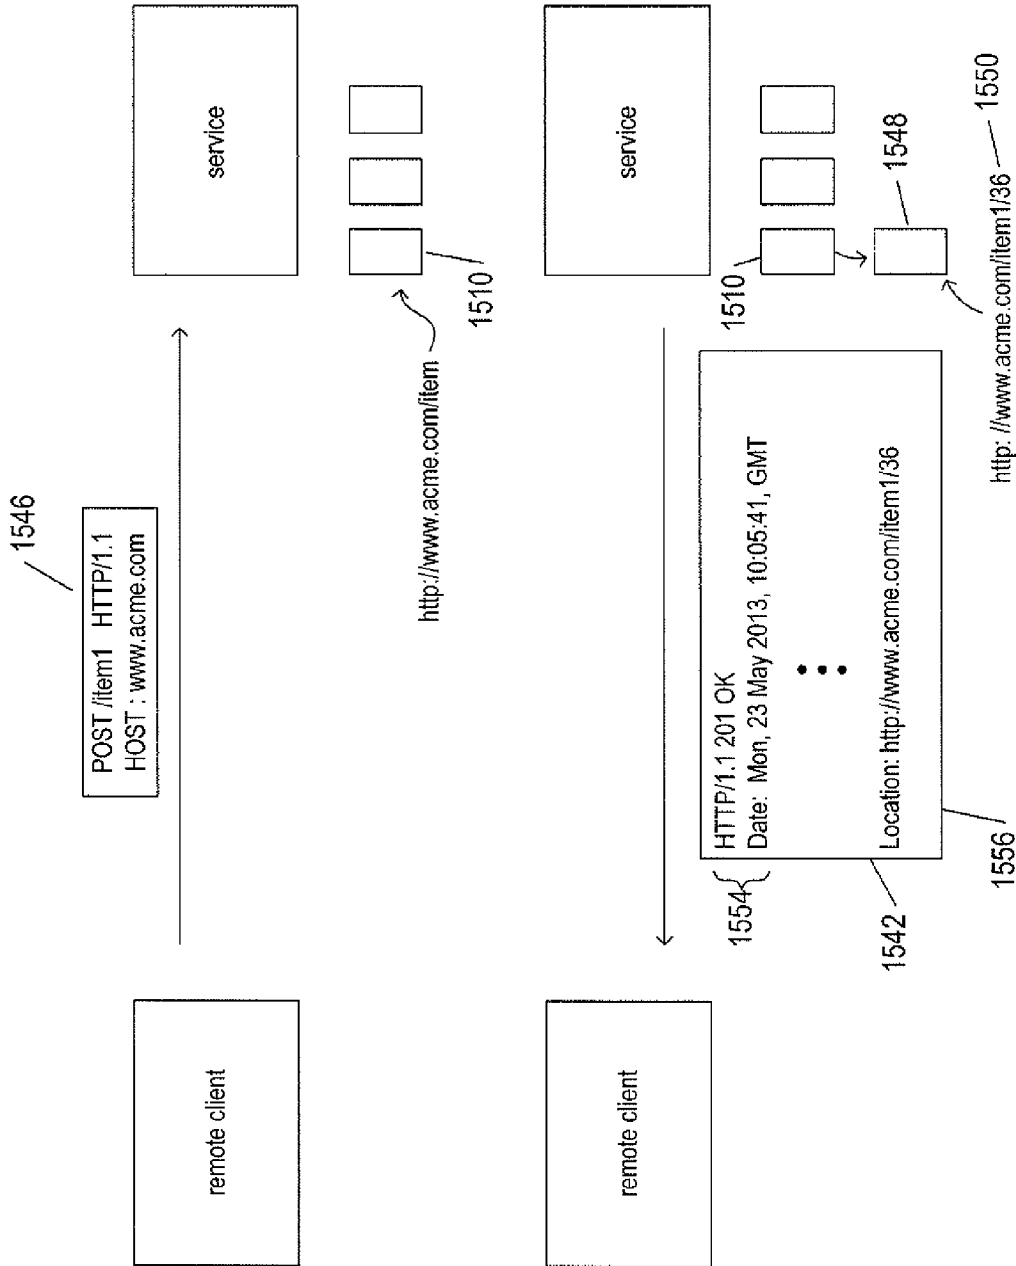 1546
POST /item1 HTTP/1.1
HOST : www.acme.com
remote client
service
http://www.acme.com/item
1510
remote client
service
1510
1554
HTTP/1.1 201 OK
Date: Mon, 23 May 2013, 10:05:41, GMT
Location: http://www.acme.com/item1/36
1542
1556
1548
http: //www.acme.com/item1/36
1550